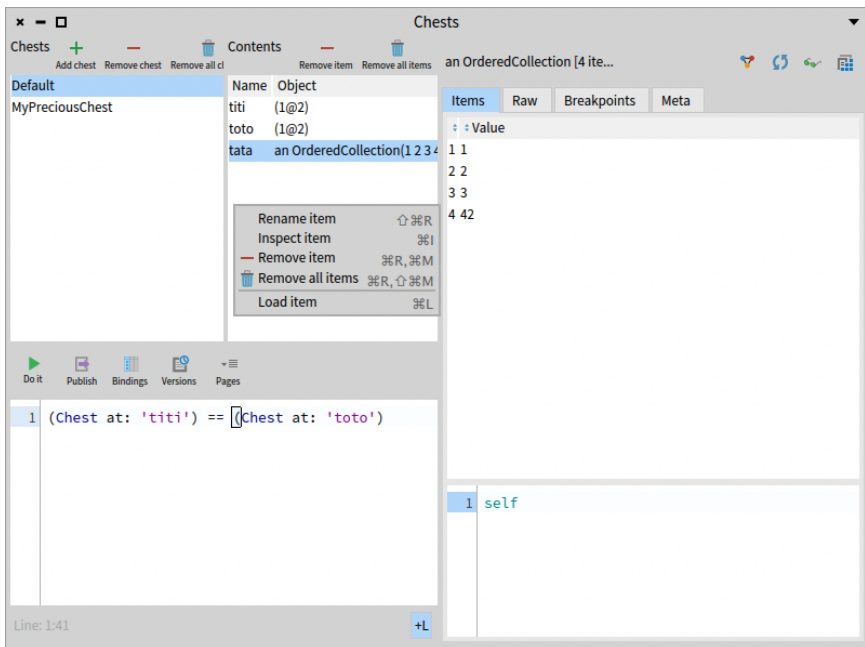 Chests
Chests
Add chest Remove chest Remove all cl
Contents
Remove item Remove all items
an OrderedCollection [4 ite...
Default
MyPreciousChest
Name Object
titi (1@2)
toto (1@2)
tata an OrderedCollection(1 2 3 4
Rename item ⇧⌘R
Inspect item ⌘I
Remove item ⌘R,⌘M
Remove all items ⌘R,⇧⌘M
Load item ⌘L
Items Raw Breakpoints Meta
Value
1 1
2 2
3 3
4 42
Do it Publish Bindings Versions Pages
1 (Chest at: 'titi') == (Chest at: 'toto')
Line: 1:41
+L
1 self